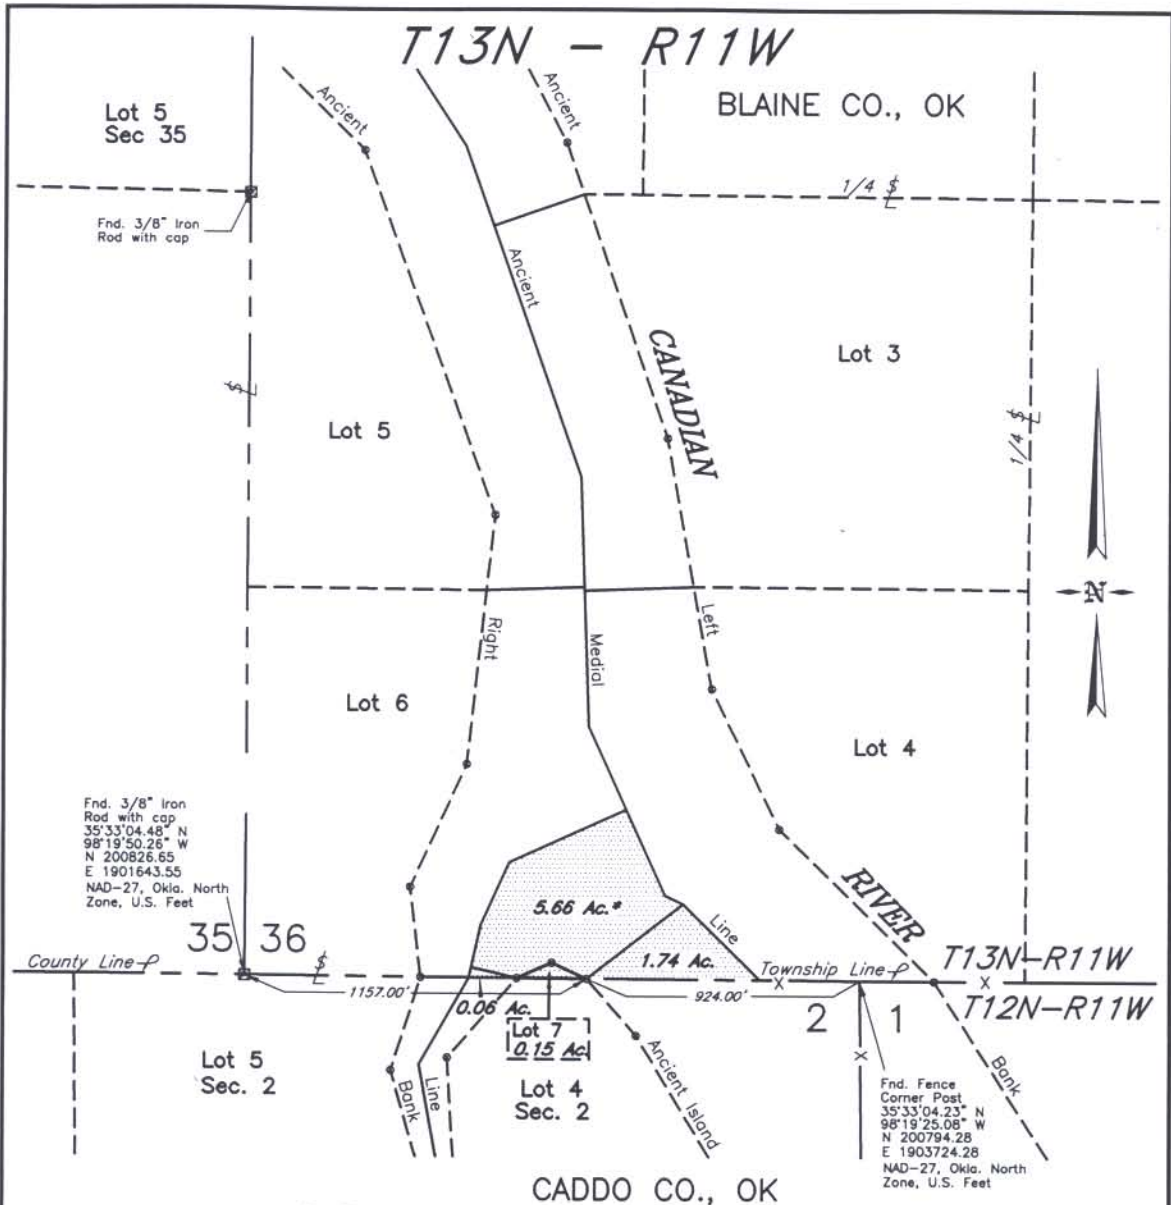 T13N - R11W
BLAINE CO., OK
Lot 5
Sec 35
Ancient
Ancient
1/4 ⅊
Fnd. 3/8" Iron
Rod with cap
Ancient
CANADIAN
Lot 3
Lot 5
1/4
N
Right
Left
Medial
Lot 6
Lot 4
Fnd. 3/8" Iron
Rod with cap
35°33'04.48" N
98°19'50.26" W
N 200826.65
E 1901643.55
NAD-27, Okla. North
Zone, U.S. Feet
RIVER
5.66 Ac.*
Line
35 36
1.74 Ac.
County Line
Township Line
T13N-R11W
1157.00'
924.00'
T12N-R11W
0.06 Ac.
2 1
Lot 7
0.15 Ac.
X
X
X
Lot 5
Sec. 2
Bank
Line
Lot 4
Sec. 2
Ancient Island
Bank
Fnd. Fence
Corner Post
35°33'04.23" N
98°19'25.08" W
N 200794.28
E 1903724.28
NAD-27, Okla. North
Zone, U.S. Feet
CADDO CO., OK